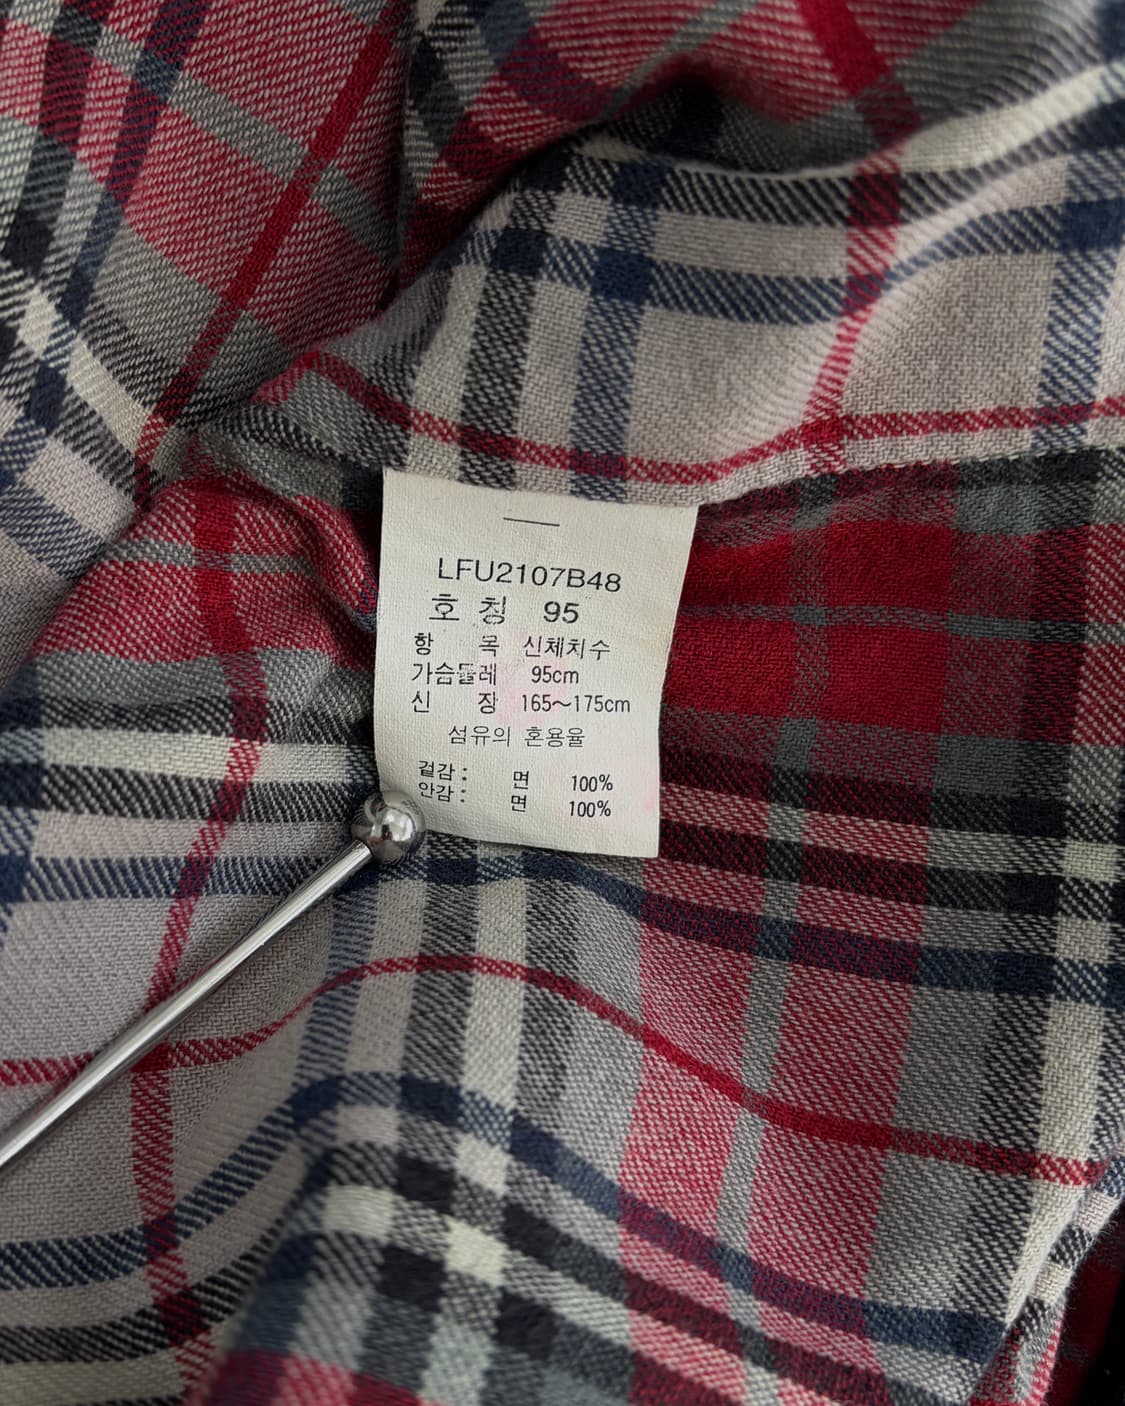 LFU2107B48
호 칭 95
항 목 신체치수
가슴둘레 95cm
신 장 165~175cm
섬유의 혼용율
겉감 : 면 100%
안감 : 면 100%